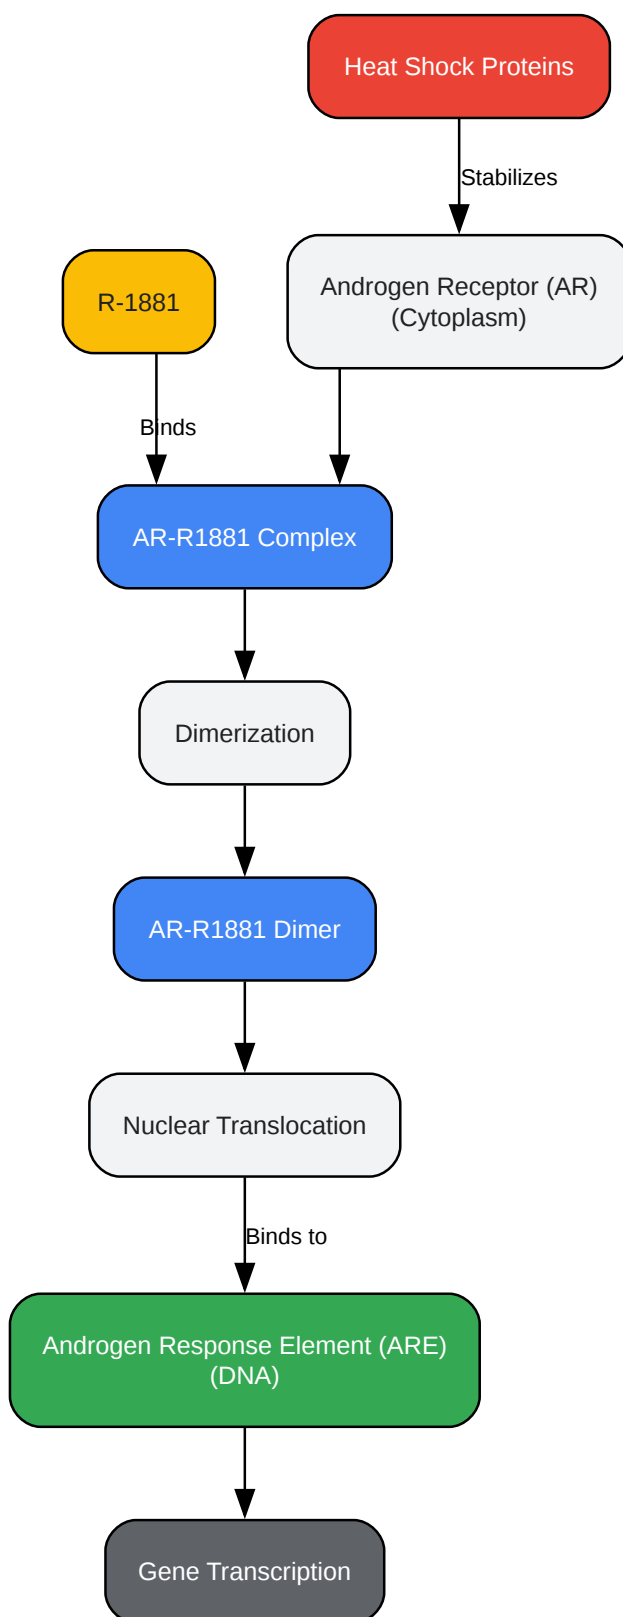 Heat Shock Proteins
Stabilizes
R-1881
Androgen Receptor (AR)
(Cytoplasm)
Binds
AR-R1881 Complex
Dimerization
AR-R1881 Dimer
Nuclear Translocation
Binds to
Androgen Response Element (ARE)
(DNA)
Gene Transcription